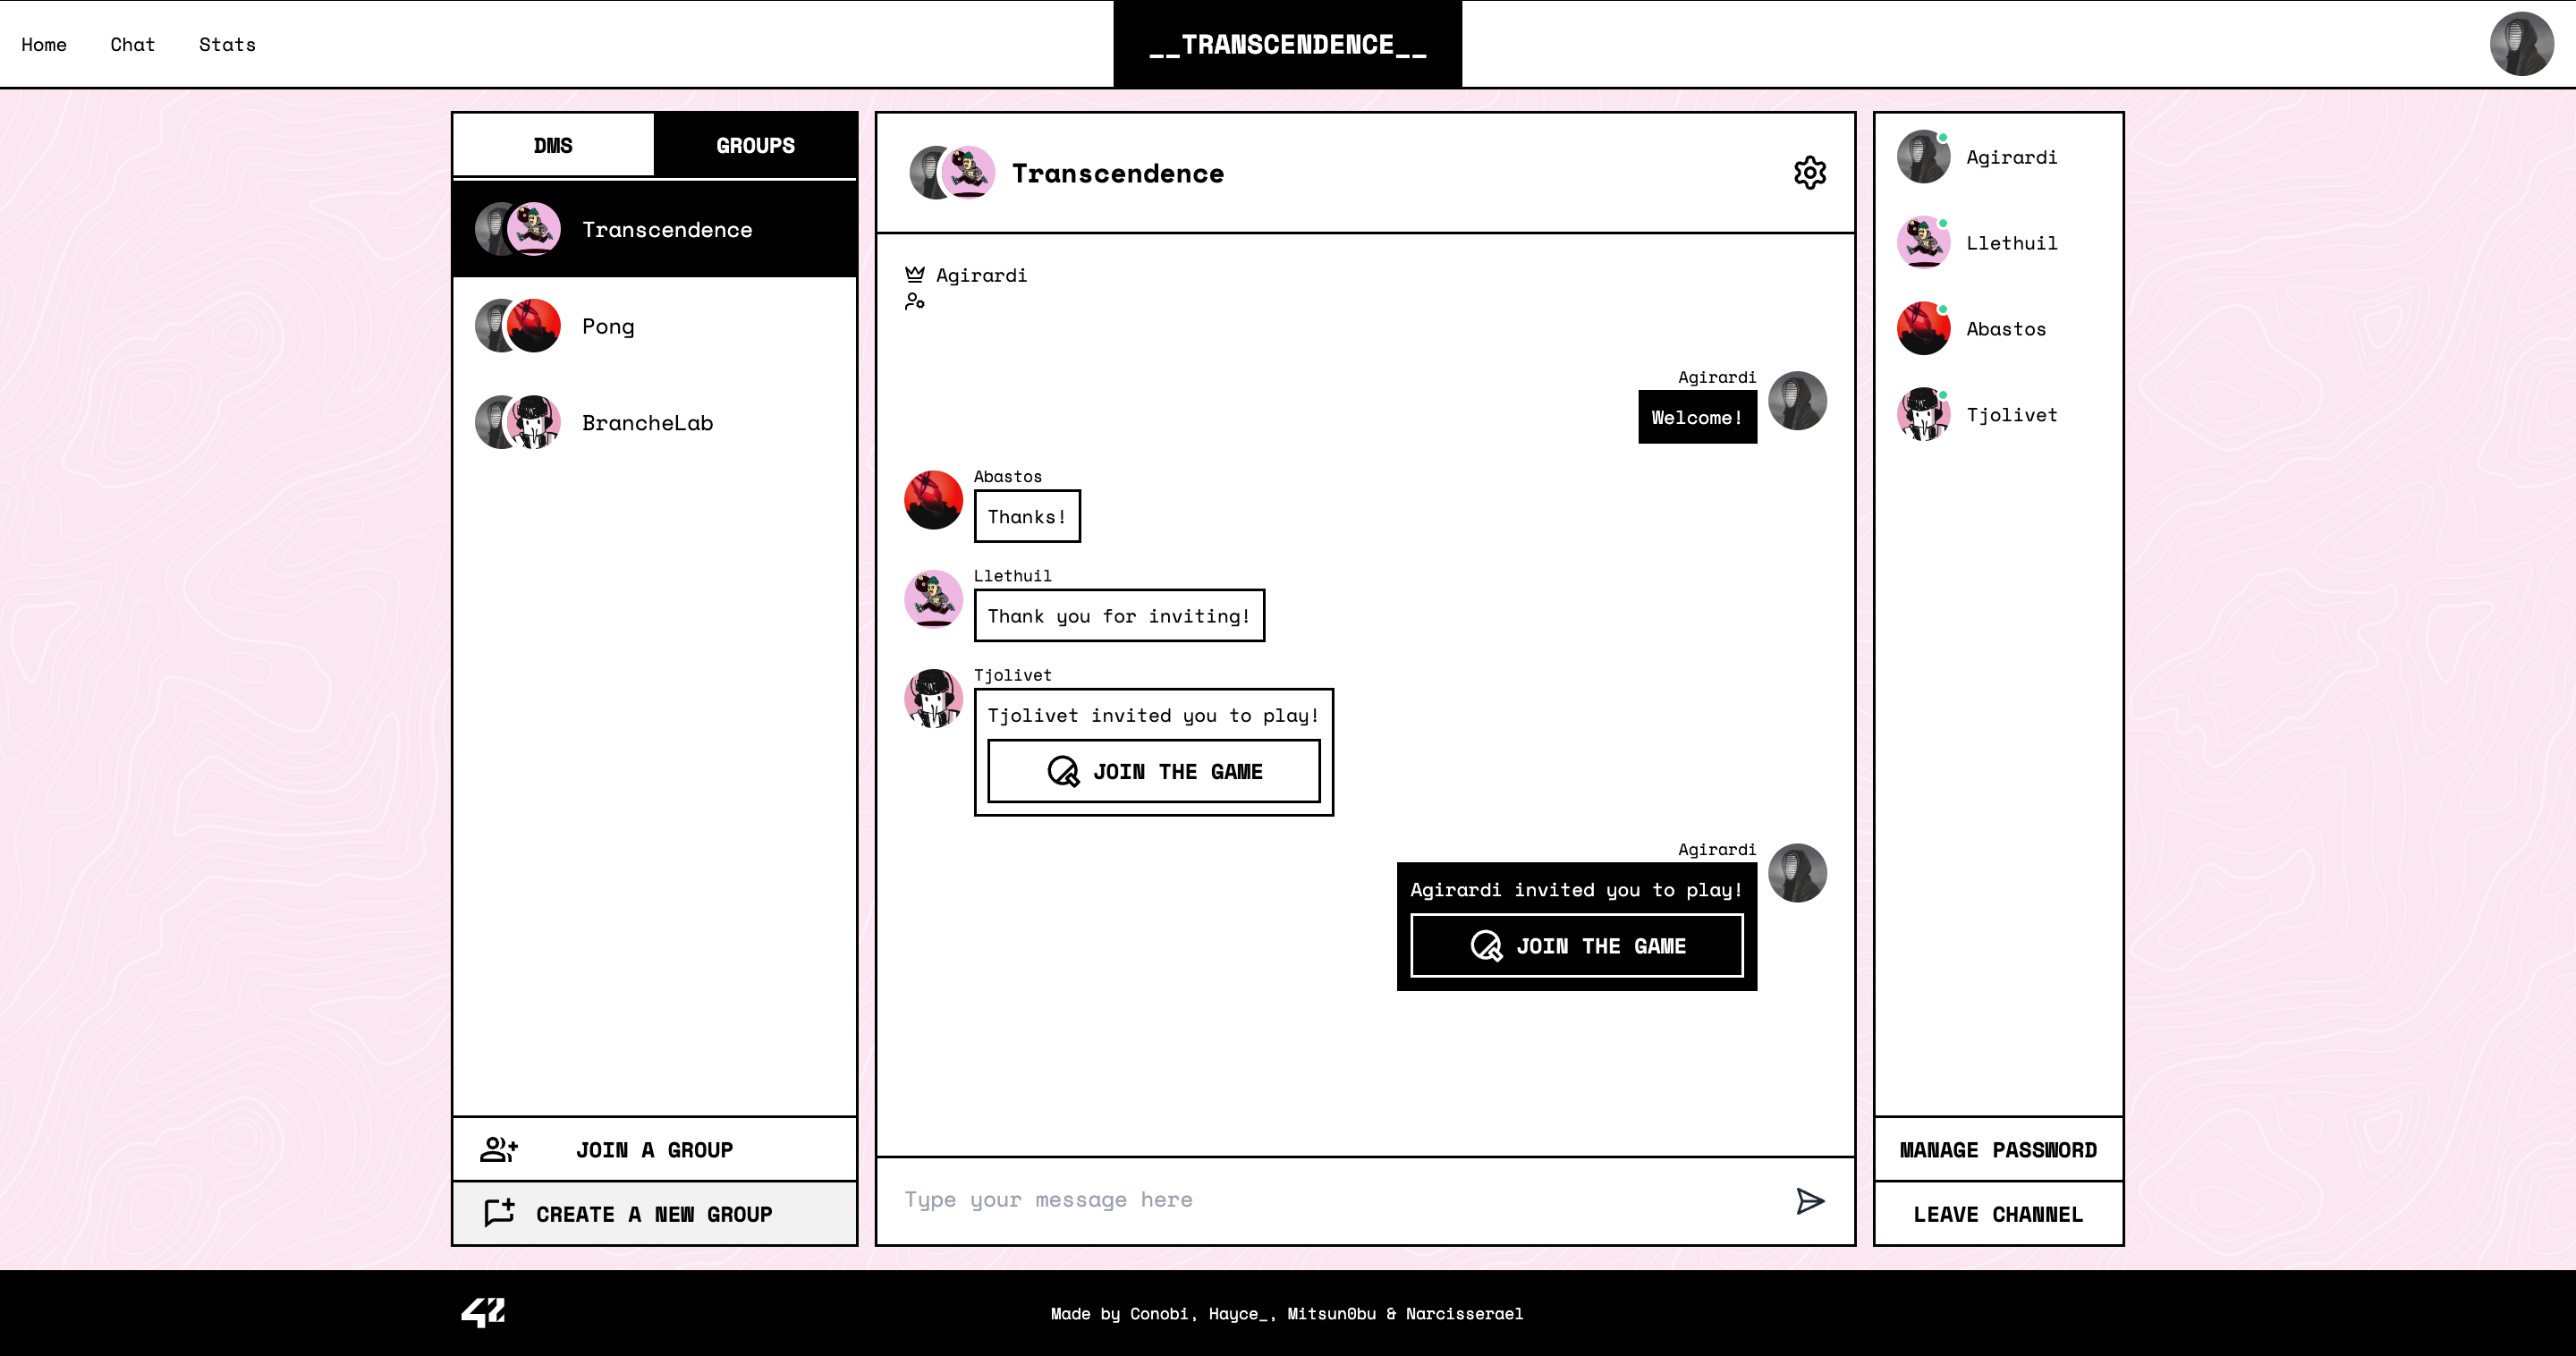 Home Chat Stats
__TRANSCENDENCE__
DMS GROUPS
Transcendence
Pong
BrancheLab
JOIN A GROUP
CREATE A NEW GROUP
Transcendence
Agirardi
Agirardi
Welcome!
Abastos
Thanks!
Llethuil
Thank you for inviting!
Tjolivet
Tjolivet invited you to play!
JOIN THE GAME
Agirardi
Agirardi invited you to play!
JOIN THE GAME
Type your message here
Agirardi
Llethuil
Abastos
Tjolivet
MANAGE PASSWORD
LEAVE CHANNEL
42
Made by Conobi, Hayce_, Mitsun0bu & Narcisserael